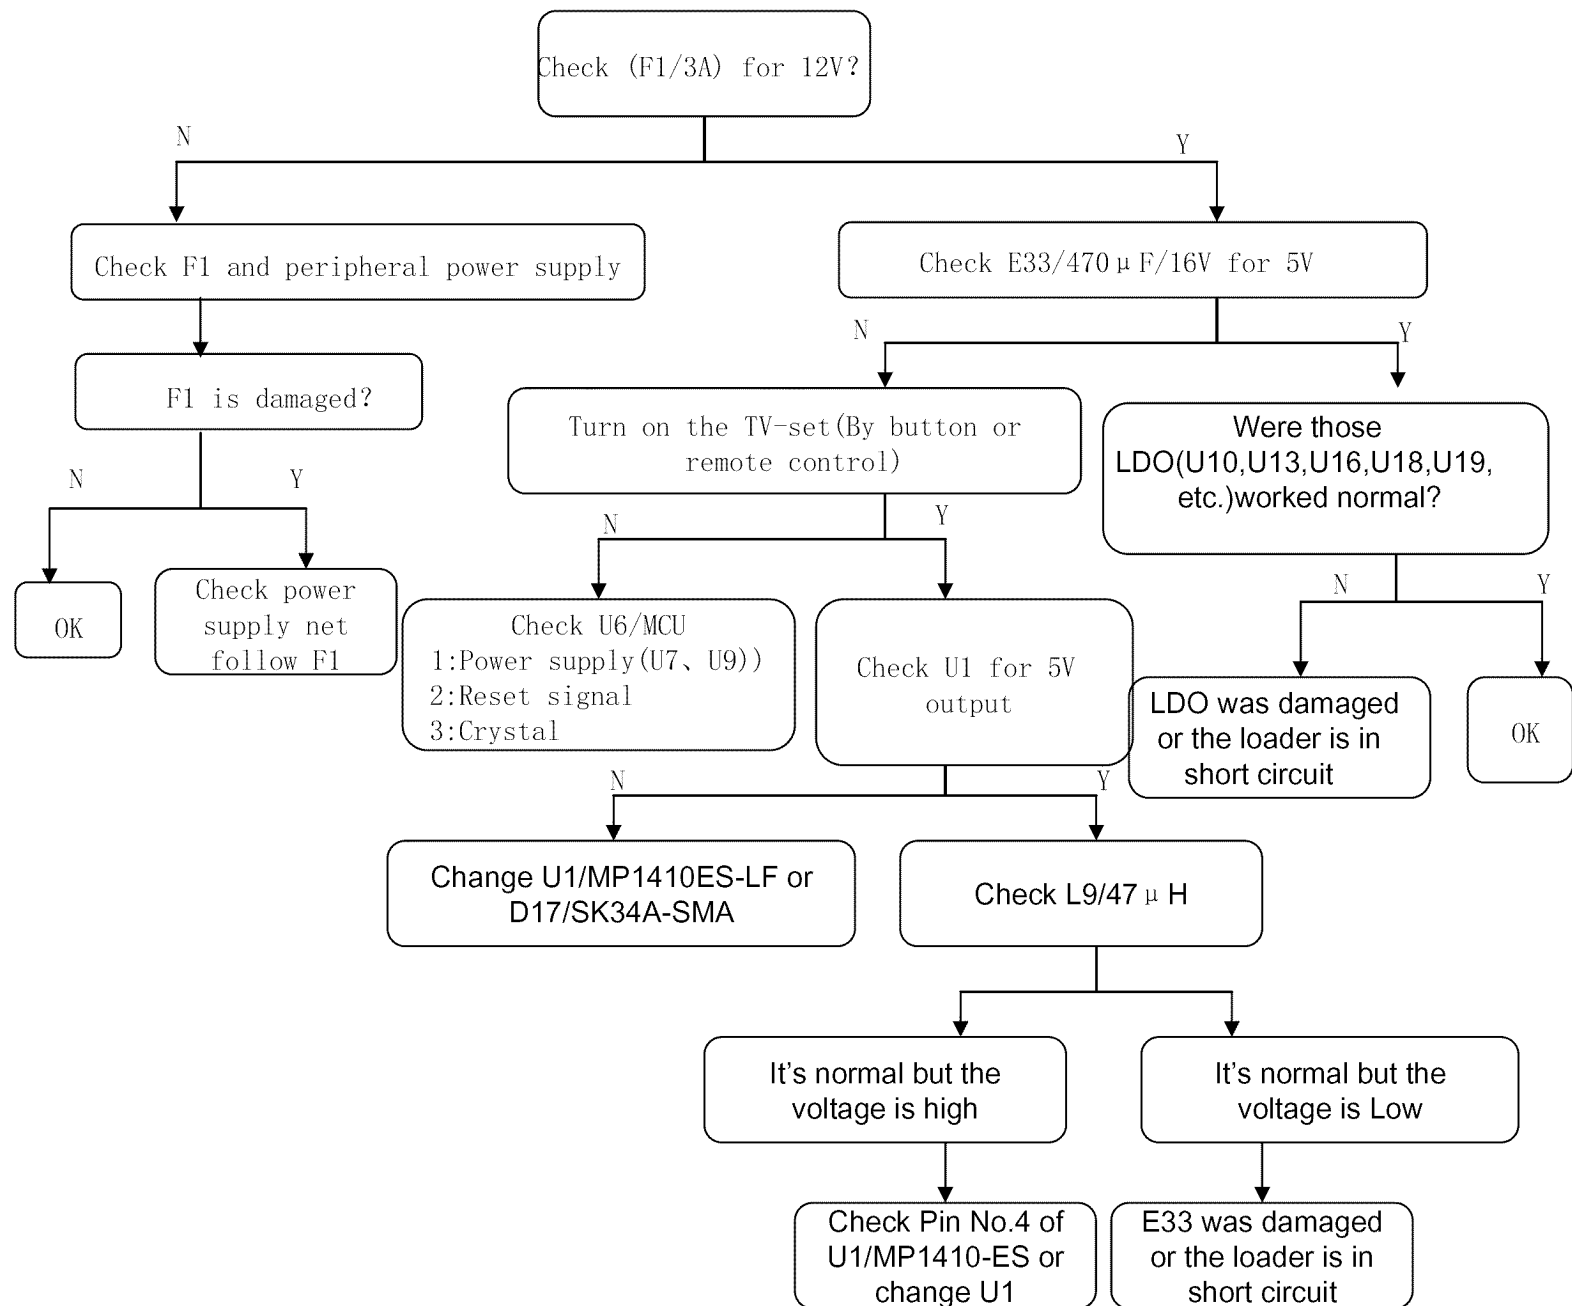 Check (F1/3A) for 12V?
N
Y
Check F1 and peripheral power supply
Check E33/470μF/16V for 5V
N
Y
F1 is damaged?
Turn on the TV-set(By button or
remote control)
Were those
LDO(U10,U13,U16,U18,U19,
etc.)worked normal?
N
Y
N
Y
N
Y
OK
Check power
supply net
follow F1
Check U6/MCU
1:Power supply(U7、U9))
2:Reset signal
3:Crystal
Check U1 for 5V
output
LDO was damaged
or the loader is in
short circuit
OK
N
Y
Change U1/MP1410ES-LF or
D17/SK34A-SMA
Check L9/47μH
It's normal but the
voltage is high
It's normal but the
voltage is Low
Check Pin No.4 of
U1/MP1410-ES or
change U1
E33 was damaged
or the loader is in
short circuit